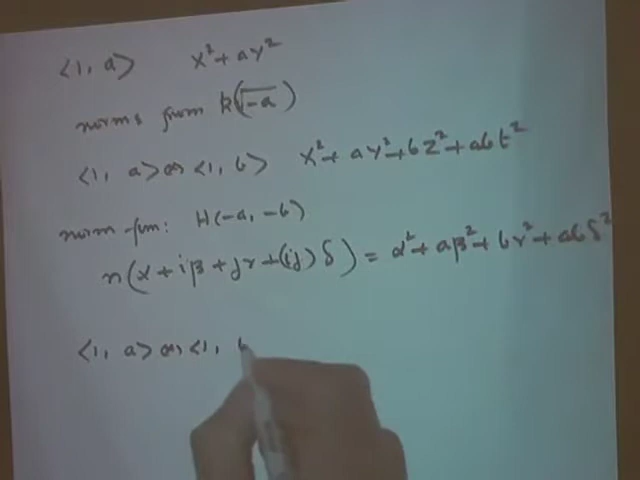 <1, a> x² + ay²
norms from k(√-a)
<1, a> ⊗ <1, b> x² + ay² + bz² + abt²
norm-fn: H(-a, -b)
n(α + iβ + jγ + (ij)δ) = α² + aβ² + bγ² + abδ²
<1, a> ⊗ <1, b